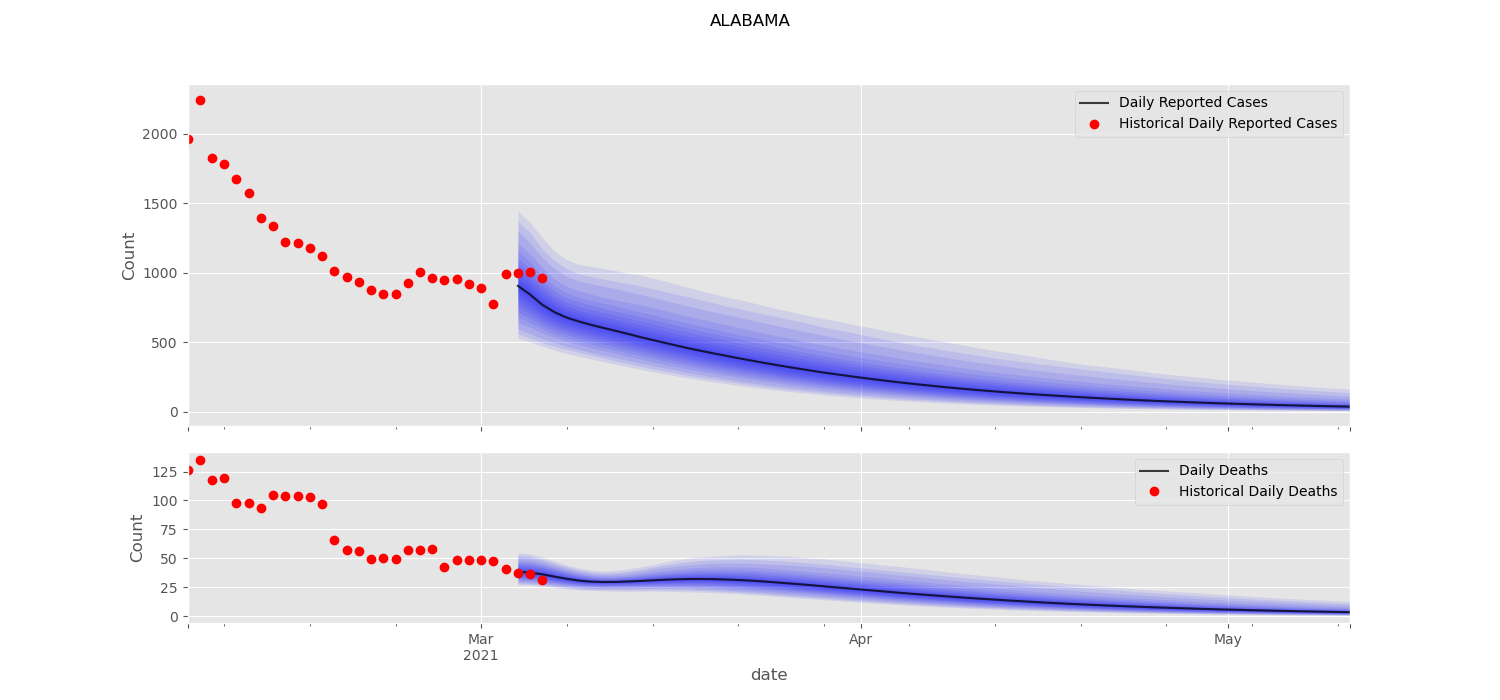 ALABAMA
Daily Reported Cases
Historical Daily Reported Cases
2000
1500
1000
500
0
Count
Daily Deaths
Historical Daily Deaths
125
100
75
50
25
0
Count
Mar
2021
Apr
May
date